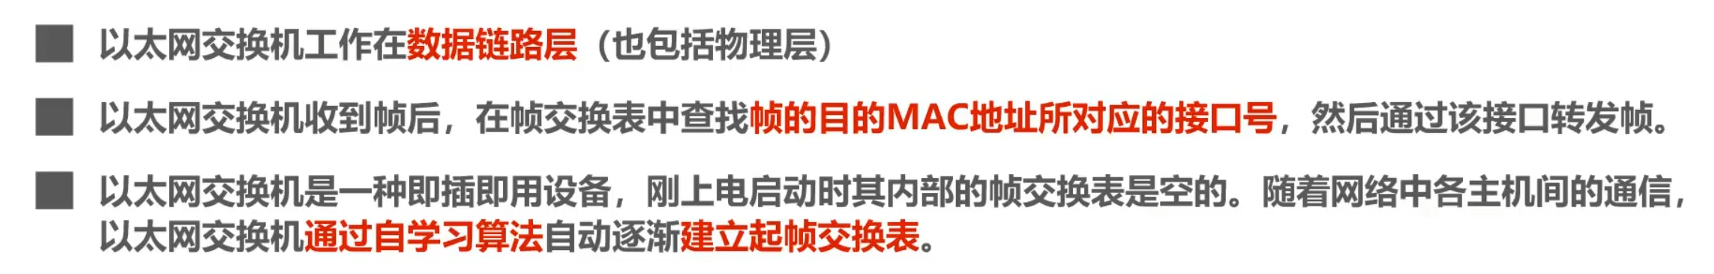 以太网交换机工作在数据链路层（也包括物理层）
以太网交换机收到帧后，在帧交换表中查找帧的目的MAC地址所对应的接口号，然后通过该接口转发帧。
以太网交换机是一种即插即用设备，刚上电启动时其内部的帧交换表是空的。随着网络中各主机间的通信，
以太网交换机通过自学习算法自动逐渐建立起帧交换表。